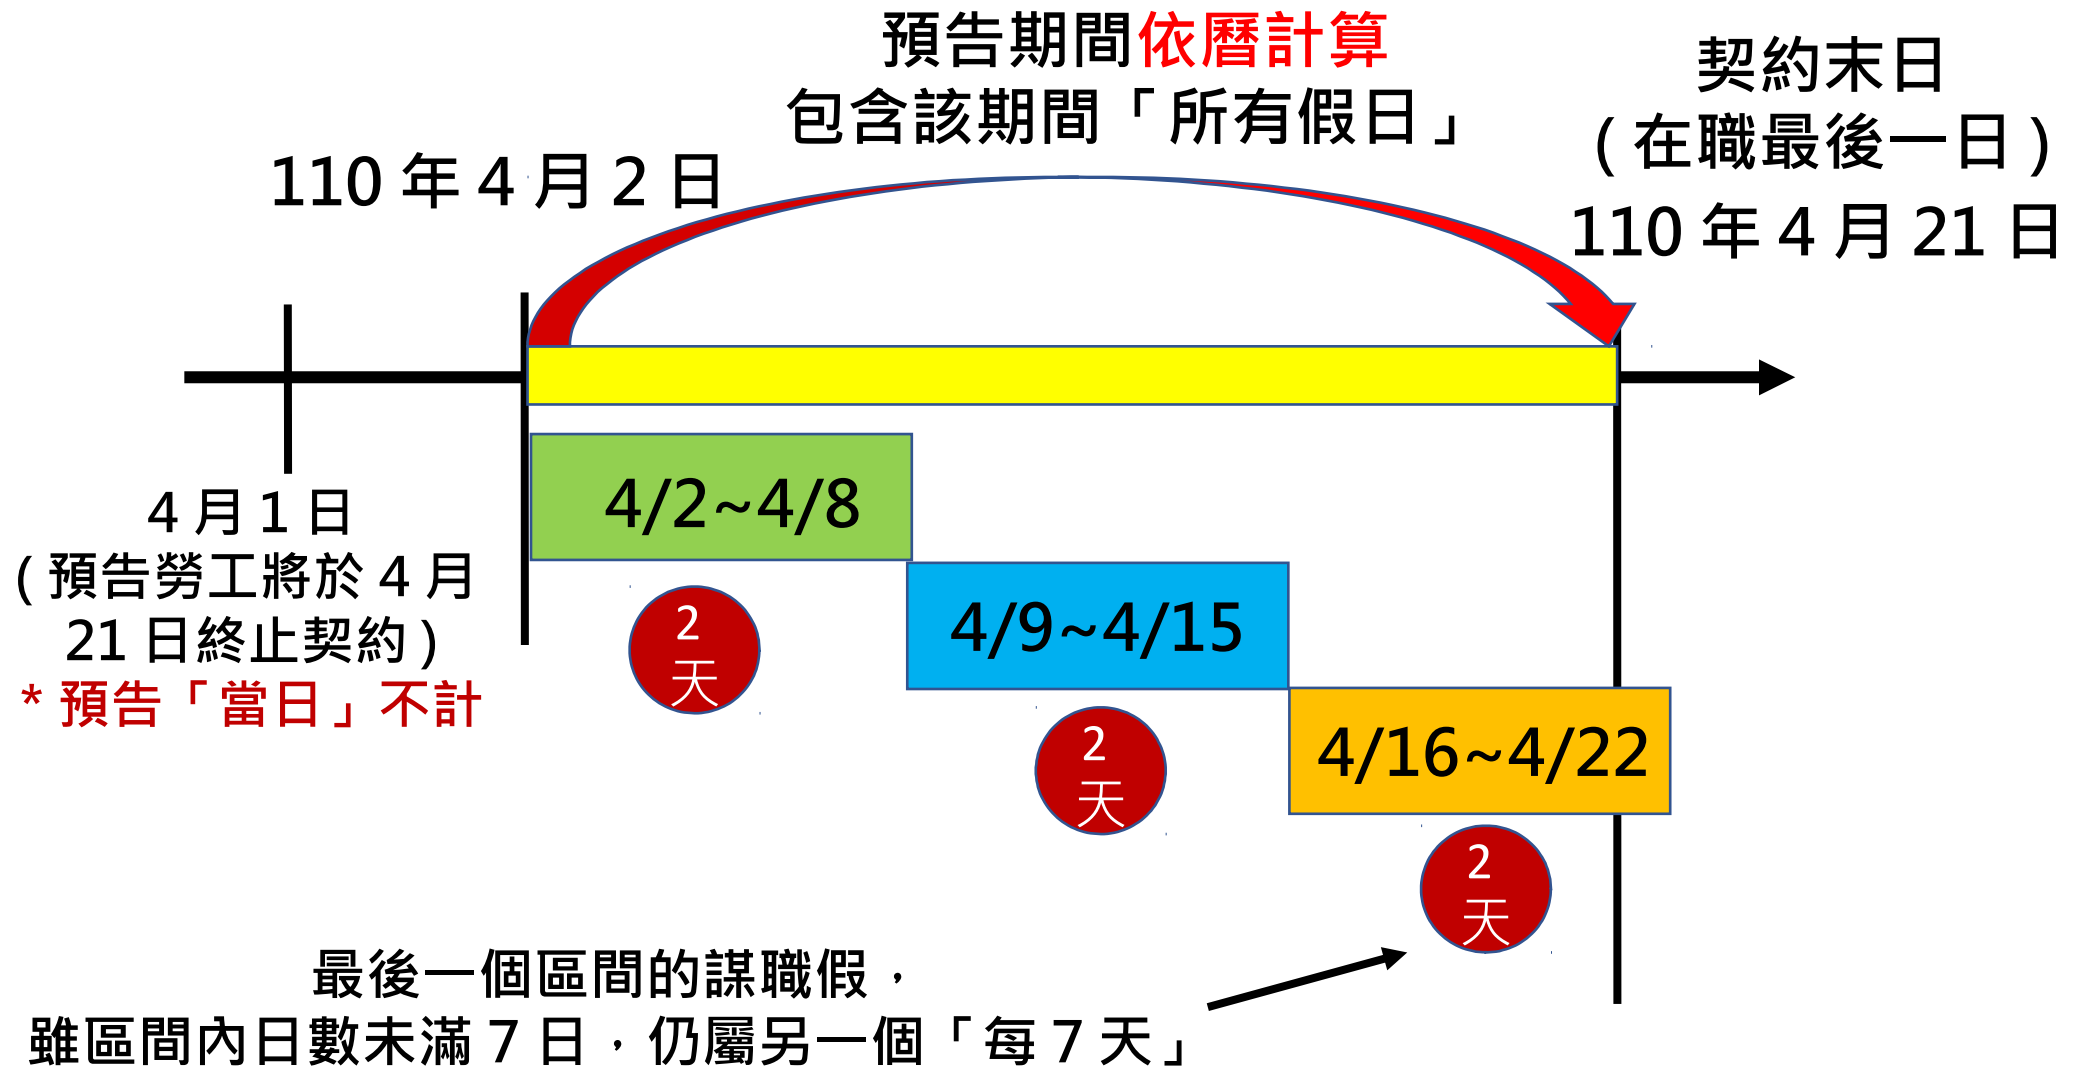 預告期間依曆計算
包含該期間「所有假日」
契約末日
(在職最後一日)
110年4月21日
110年4月2日
4月1日
(預告勞工將於4月
21日終止契約)
*預告「當日」不計
4/2~4/8
2
天
4/9~4/15
2
天
4/16~4/22
2
天
最後一個區間的謀職假，
雖區間內日數未滿7日，仍屬另一個「每7天」